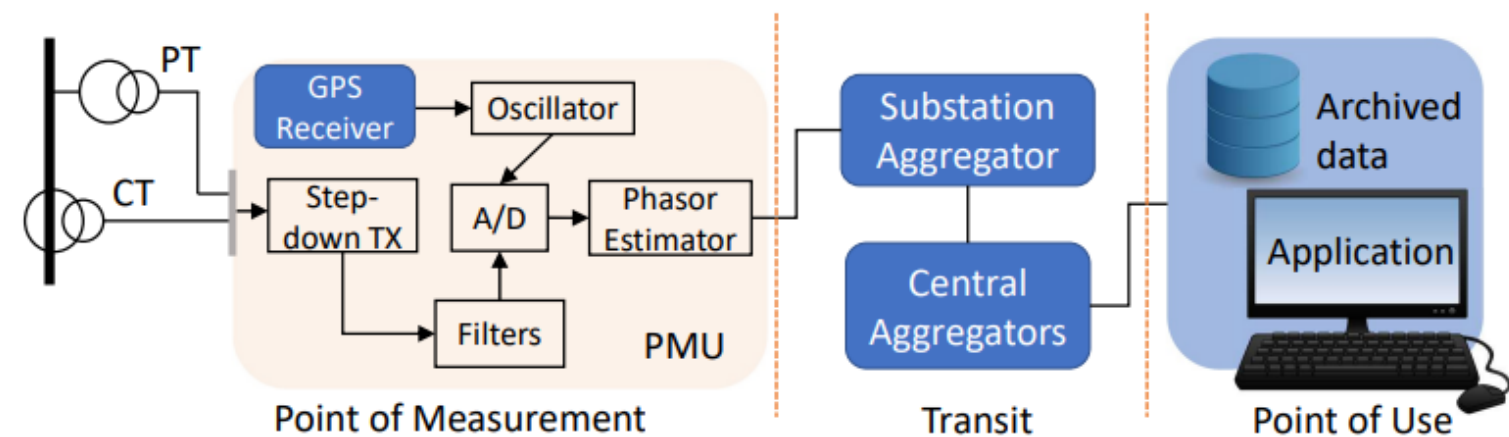 PT
CT
GPS
Receiver
Oscillator
Step-
down TX
A/D
Phasor
Estimator
Filters
PMU
Point of Measurement
Substation
Aggregator
Central
Aggregators
Transit
Archived
data
Application
Point of Use